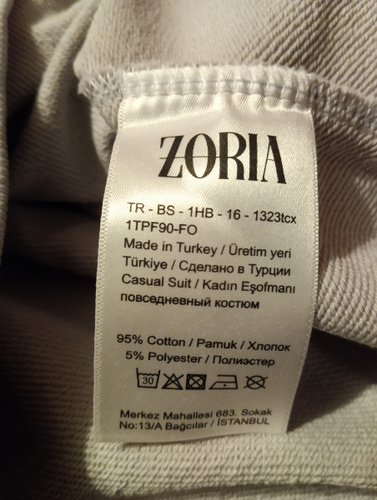 ZORIA
TR - BS - 1HB - 16 - 1323tcx
1TPF90-FO
Made in Turkey / Üretim yeri
Türkiye / Сделано в Турции
Casual Suit / Kadın Eşofmanı
повседневный костюм
95% Cotton / Pamuk / Хлопок
5% Polyester / Полиэстер
30
Merkez Mahallesi 683. Sokak
No:13/A Bağcılar / İSTANBUL